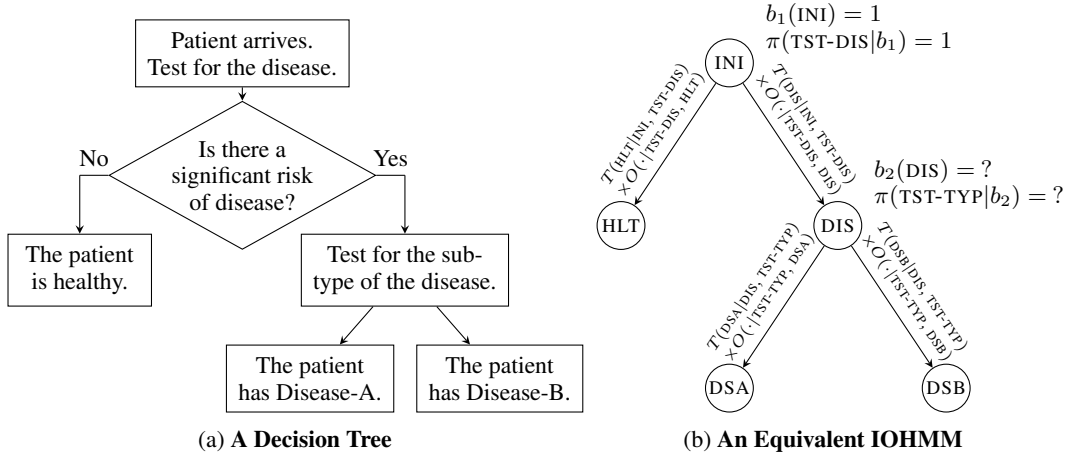 Patient arrives.
Test for the disease.
No
Is there a
significant risk
of disease?
Yes
The patient
is healthy.
Test for the sub-
type of the disease.
The patient
has Disease-A.
The patient
has Disease-B.
(a) A Decision Tree
b₁(INI) = 1
π(TST-DIS|b₁) = 1
INI
T(HLT|INI, TST-DIS)
×O(·|TST-DIS, HLT)
T(DIS|INI, TST-DIS)
×O(·|TST-DIS, DIS)
b₂(DIS) = ?
π(TST-TYP|b₂) = ?
HLT
DIS
T(DSA|DIS, TST-TYP)
×O(·|TST-TYP, DSA)
T(DSB|DIS, TST-TYP)
×O(·|TST-TYP, DSB)
DSA
DSB
(b) An Equivalent IOHMM